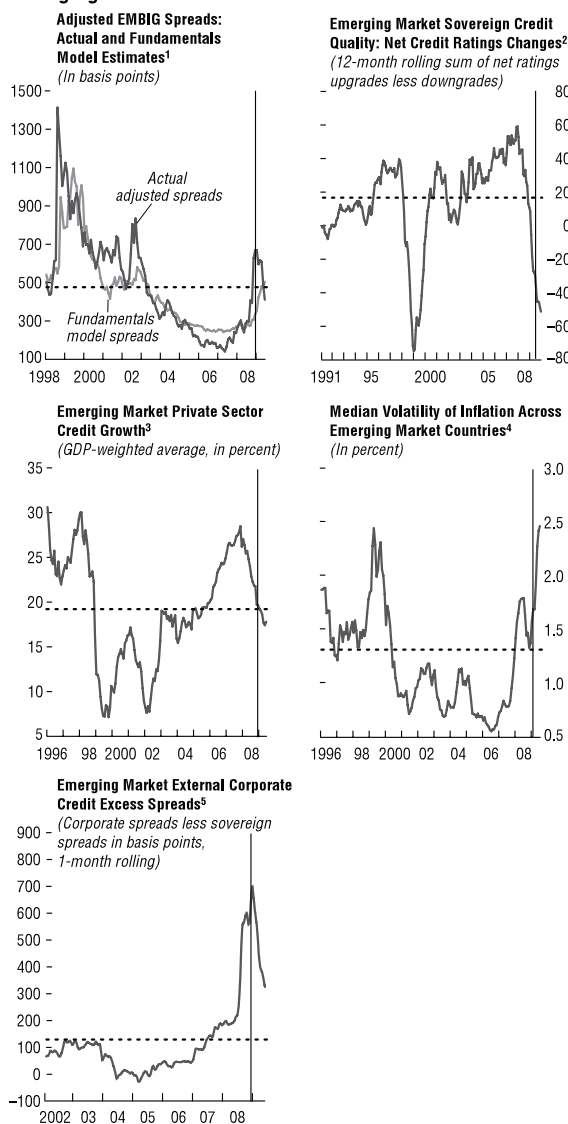 Adjusted EMBIG Spreads:
Actual and Fundamentals
Model Estimates¹
(In basis points)
1500
1300
1100
900
700
500
300
100
Actual
adjusted spreads
Fundamentals
model spreads
1998 2000 02 04 06 08
Emerging Market Sovereign Credit
Quality: Net Credit Ratings Changes²
(12-month rolling sum of net ratings
upgrades less downgrades)
80
60
40
20
0
–20
–40
–60
–80
1991 95 2000 05 08
Emerging Market Private Sector
Credit Growth³
(GDP-weighted average, in percent)
35
30
25
20
15
10
5
1996 98 2000 02 04 06 08
Median Volatility of Inflation Across
Emerging Market Countries⁴
(In percent)
3.0
2.5
2.0
1.5
1.0
0.5
1996 98 2000 02 04 06 08
Emerging Market External Corporate
Credit Excess Spreads⁵
(Corporate spreads less sovereign
spreads in basis points,
1-month rolling)
900
800
700
600
500
400
300
200
100
0
–100
2002 03 04 05 06 07 08